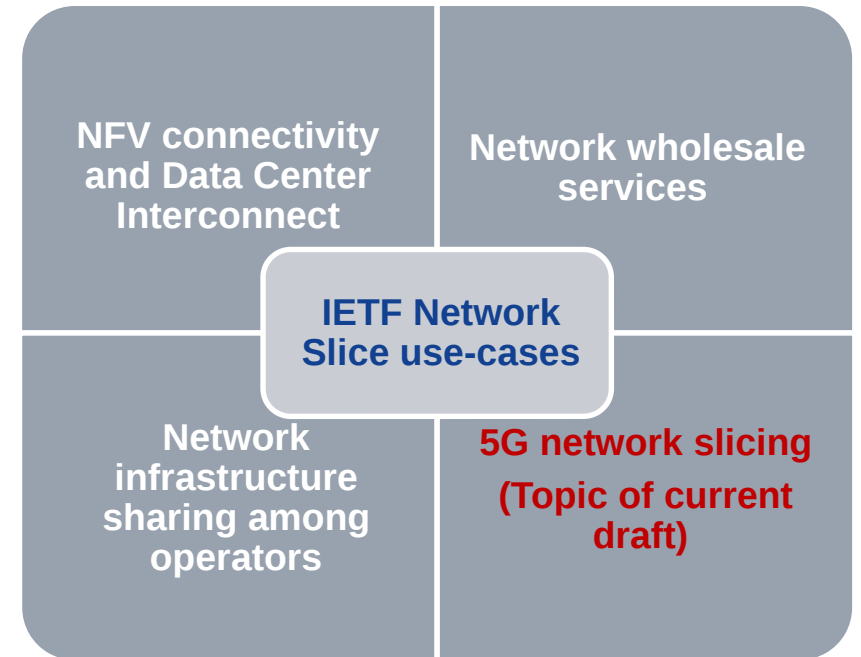 NFV connectivity
and Data Center
Interconnect
Network wholesale
services
IETF Network
Slice use-cases
Network
infrastructure
sharing among
operators
5G network slicing
(Topic of current
draft)